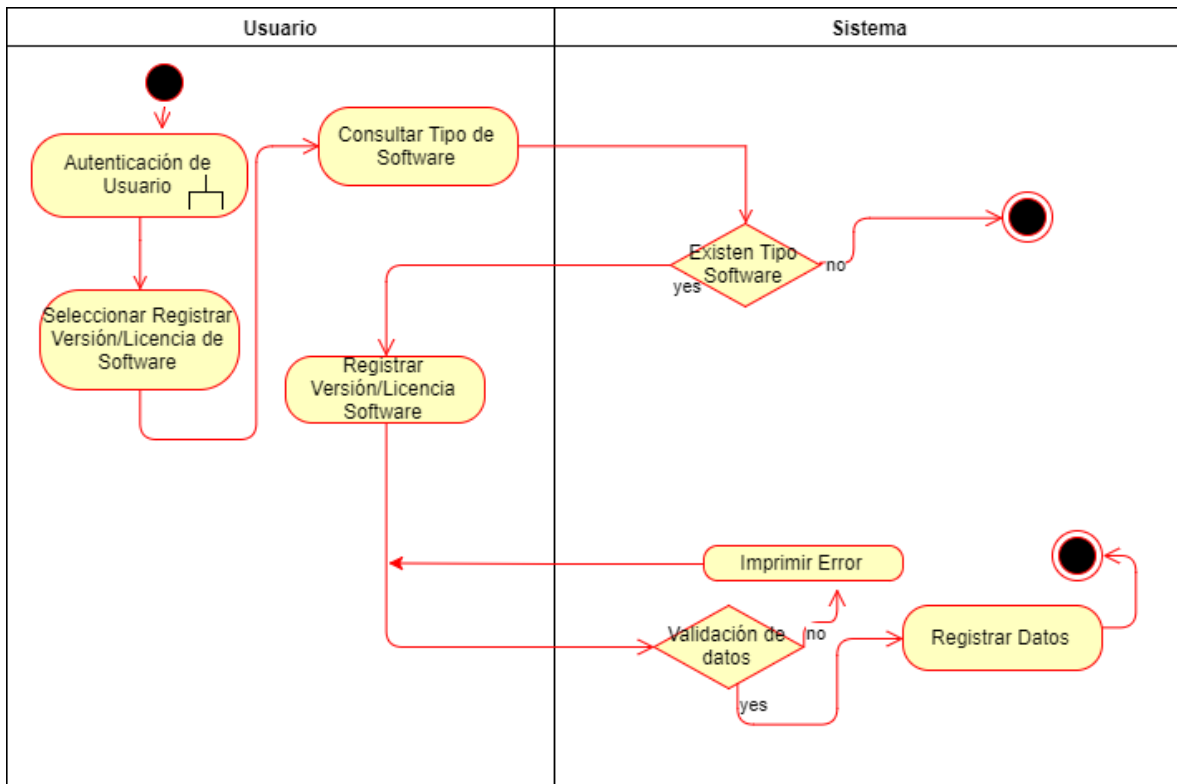 Usuario
Sistema
Autenticación de
Usuario
Consultar Tipo de
Software
Existen Tipo
Software
no
yes
Seleccionar Registrar
Versión/Licencia de
Software
Registrar
Versión/Licencia
Software
Imprimir Error
Validación de
datos
no
yes
Registrar Datos